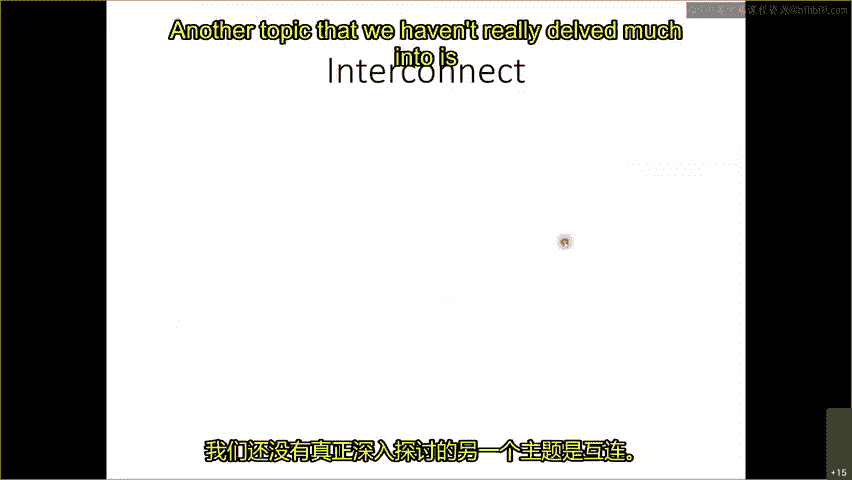 Another topic that we haven't really delved much
into is
Interconnect
我们还没有真正深入探讨的另一个主题是互连。
+15